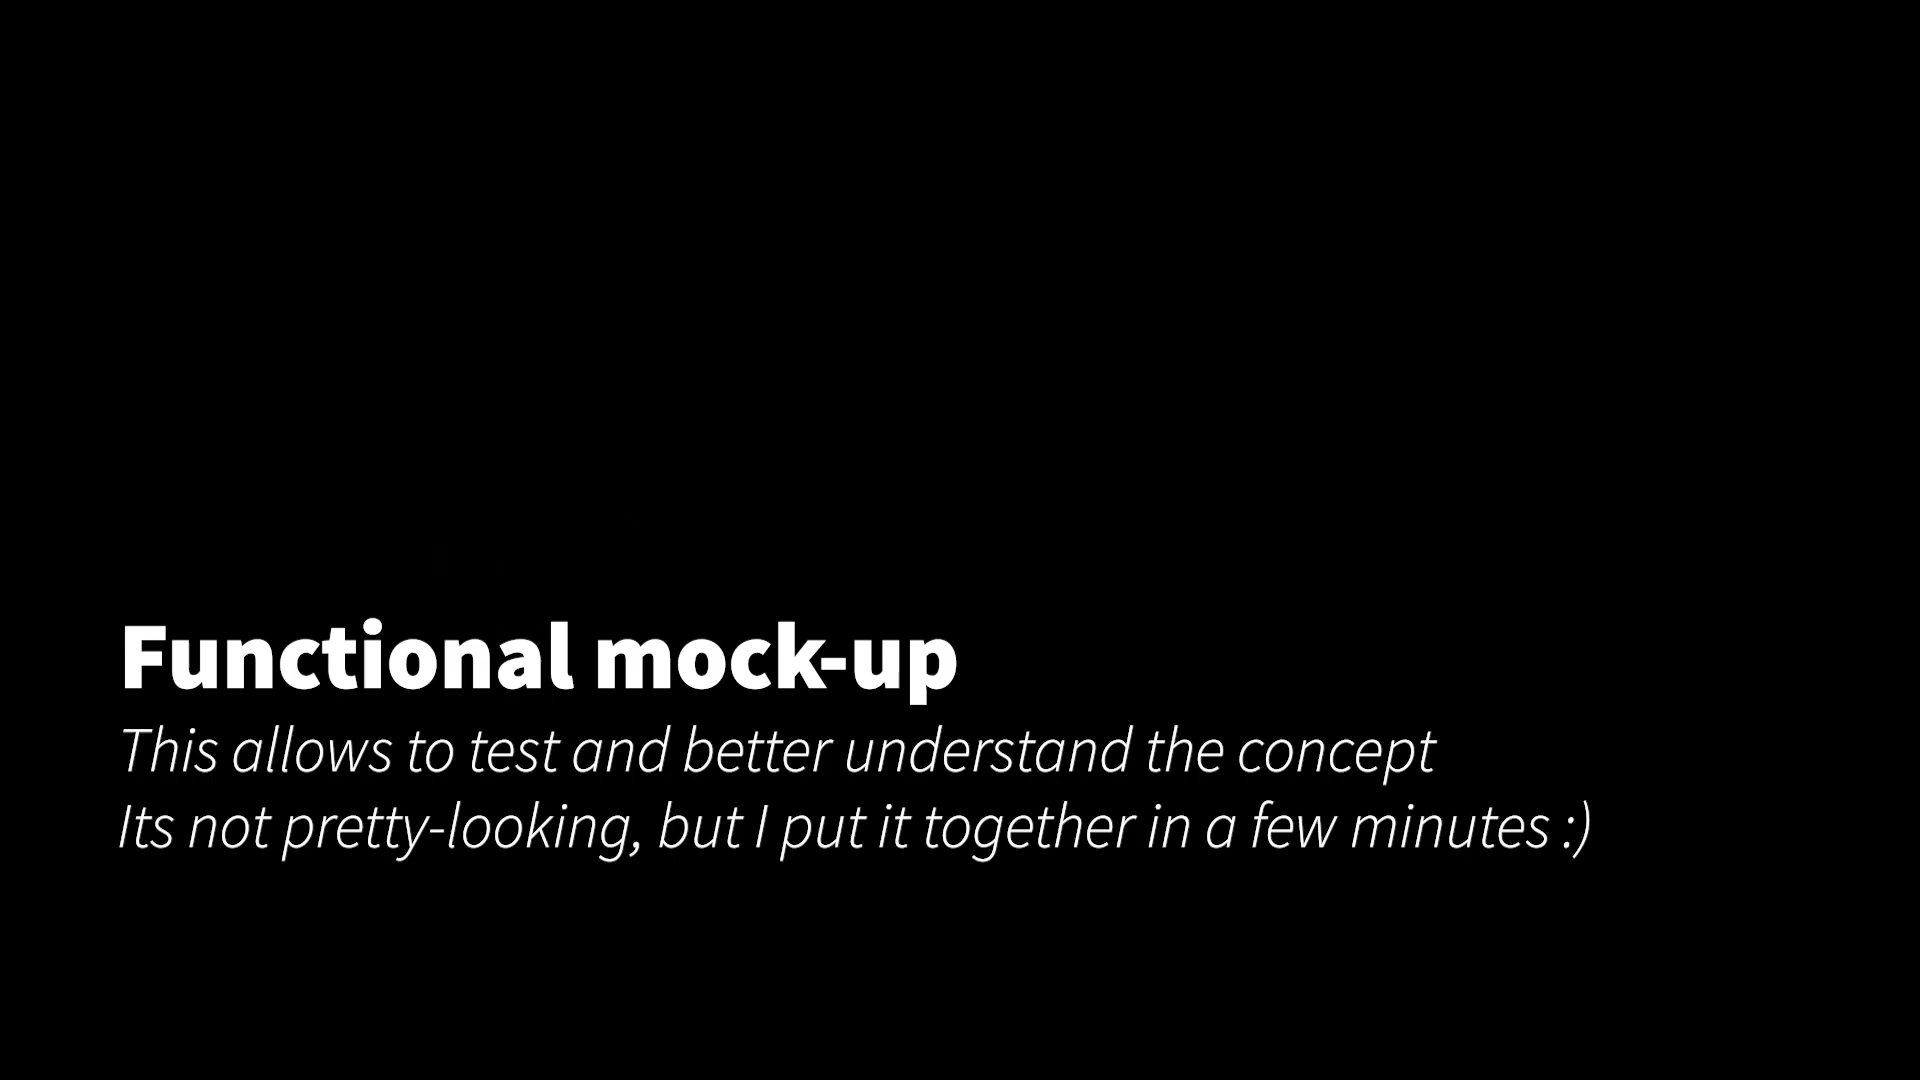 Functional mock-up
This allows to test and better understand the concept
Its not pretty-looking, but I put it together in a few minutes :)